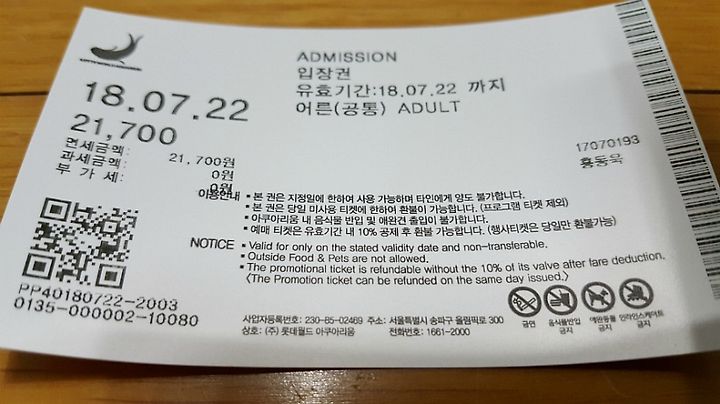 ADMISSION
입장권
유효기간:18.07.22 까지
어른(공통) ADULT
18.07.22
21,700
면세금액: 21,700원
과세금액: 0원
부 가 세: 0원
17070193
홍동욱
이용안내 ▪ 본 권은 지정일에 한하여 사용 가능하며 타인에게 양도 불가합니다.
▪ 본 권은 당일 미사용 티켓에 한하여 환불이 가능합니다. (프로그램 티켓 제외)
▪ 아쿠아리움 내 음식물 반입 및 애완견 출입이 불가합니다.
▪ 예매 티켓은 유효기간 내 10% 공제 후 환불 가능합니다. (행사티켓은 당일만 환불가능)
NOTICE ▪ Valid for only on the stated validity date and non-transferable.
▪ Outside Food & Pets are not allowed.
▪ The promotional ticket is refundable without the 10% of its valve after fare deduction.
(The Promotion ticket can be refunded on the same day issued.)
PP40180722-2003
0135-000002-10080
금연 음식물반입 금지 애완동물 금지 인라인스케이트 금지
사업자등록번호: 230-85-02469 주소: 서울특별시 송파구 올림픽로 300
상호: (주) 롯데월드 아쿠아리움 전화번호: 1661-2000